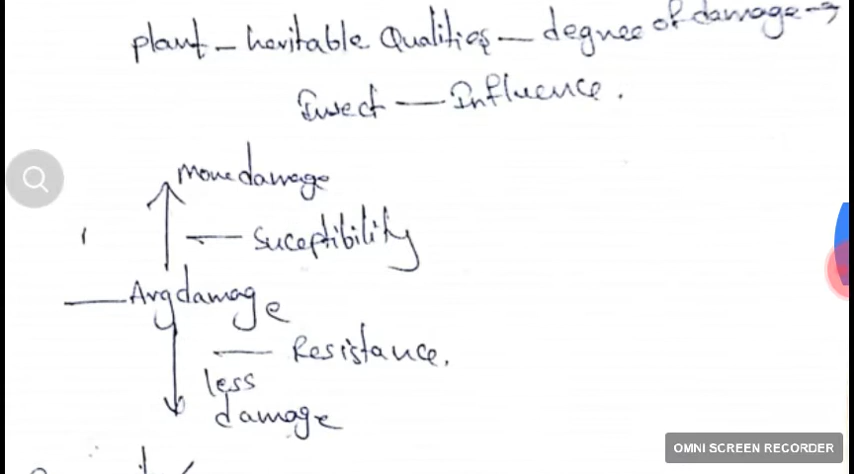 plant – heritable Qualities – degree of damage →
Insect — Influence.
More damage
— Suceptibility
— Avg damage
— Resistance.
less
damage
OMNI SCREEN RECORDER